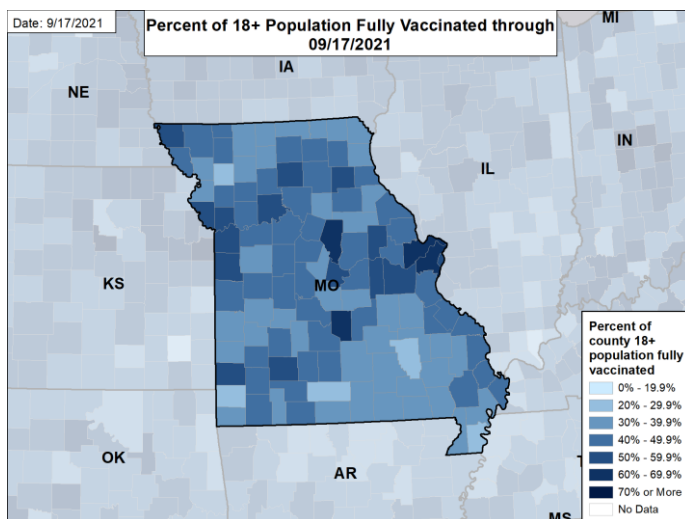 Date: 9/17/2021
Percent of 18+ Population Fully Vaccinated through
09/17/2021
MI
IA
NE
IN
IL
KS
MO
Percent of
county 18+
population fully
vaccinated
0% - 19.9%
20% - 29.9%
30% - 39.9%
40% - 49.9%
50% - 59.9%
60% - 69.9%
70% or More
No Data
OK
AR
MS